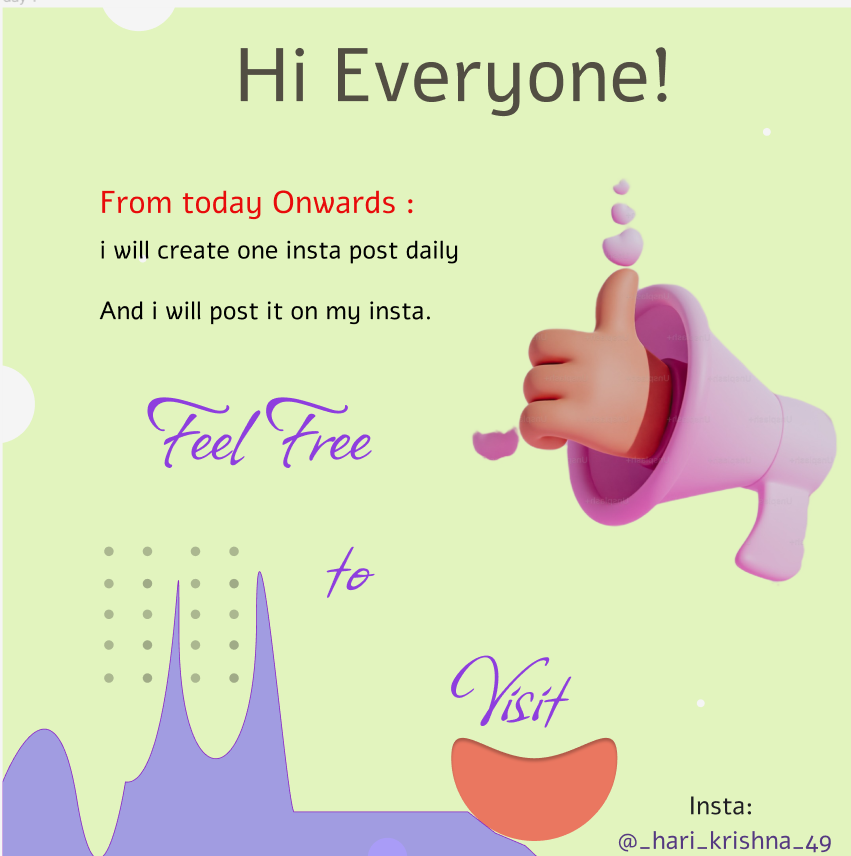 Hi Everyone!
From today Onwards :
i will create one insta post daily
And i will post it on my insta.
Feel Free
to
Visit
Insta:
@_hari_krishna_49